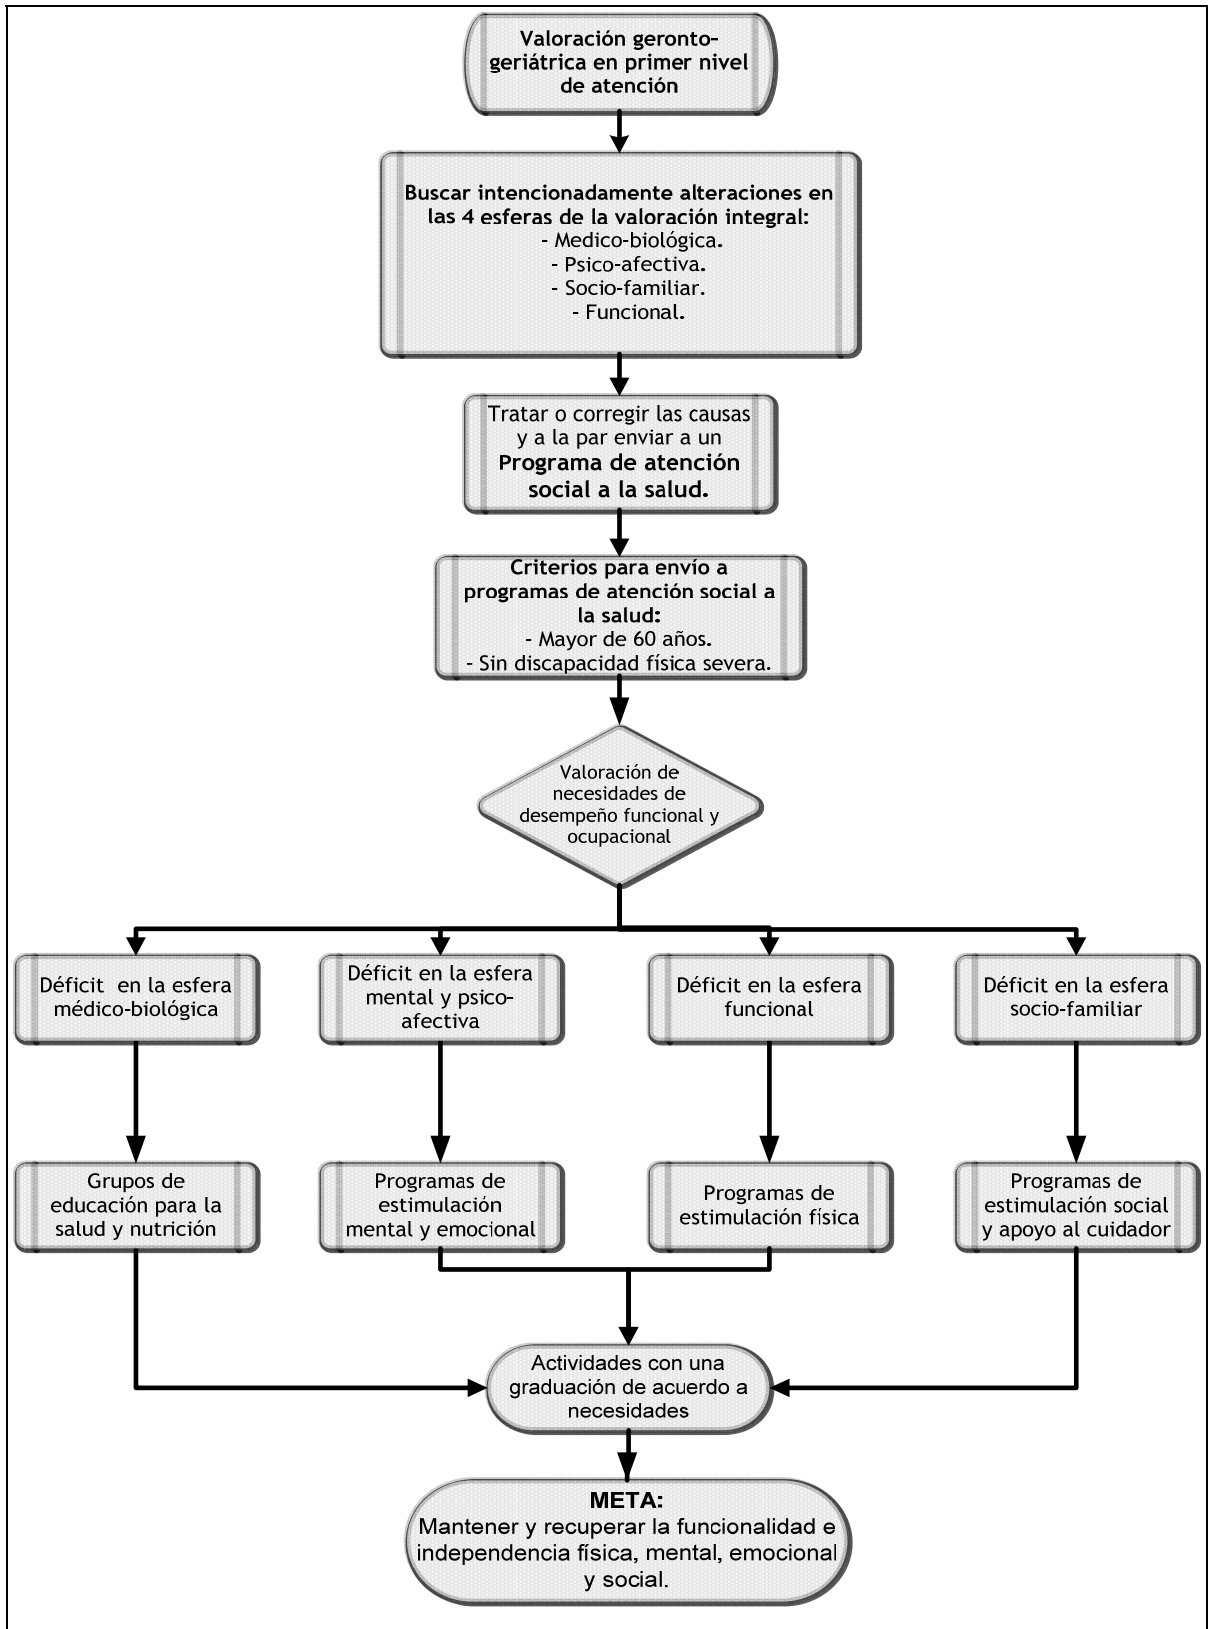 Valoración geronto-
geriátrica en primer nivel
de atención
Buscar intencionadamente alteraciones en
las 4 esferas de la valoración integral:
- Medico-biológica.
- Psico-afectiva.
- Socio-familiar.
- Funcional.
Tratar o corregir las causas
y a la par enviar a un
Programa de atención
social a la salud.
Criterios para envío a
programas de atención social a
la salud:
- Mayor de 60 años.
- Sin discapacidad física severa.
Valoración de
necesidades de
desempeño funcional y
ocupacional
Déficit en la esfera
médico-biológica
Déficit en la esfera
mental y psico-
afectiva
Déficit en la esfera
funcional
Déficit en la esfera
socio-familiar
Grupos de
educación para la
salud y nutrición
Programas de
estimulación
mental y emocional
Programas de
estimulación física
Programas de
estimulación social
y apoyo al cuidador
Actividades con una
graduación de acuerdo a
necesidades
META:
Mantener y recuperar la funcionalidad e
independencia física, mental, emocional
y social.